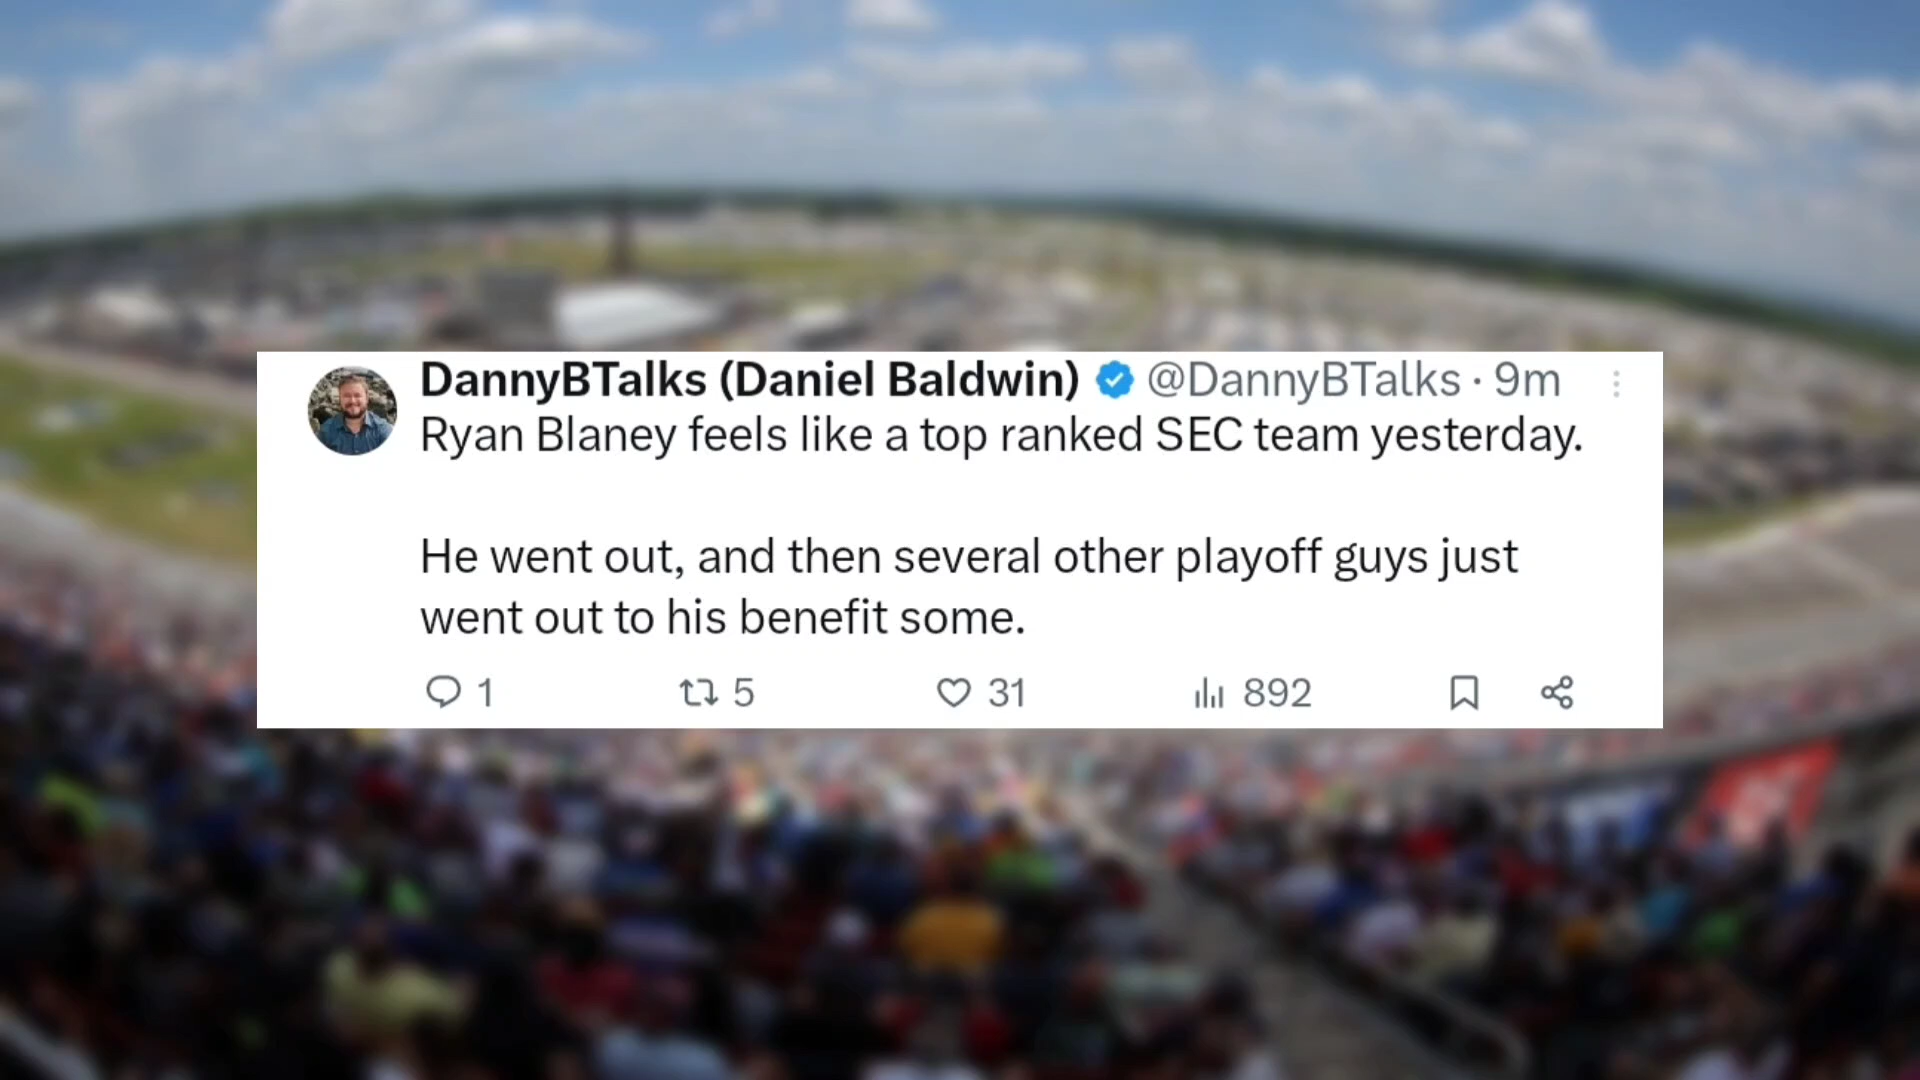 DannyBTalks (Daniel Baldwin) @DannyBTalks · 9m
Ryan Blaney feels like a top ranked SEC team yesterday.
He went out, and then several other playoff guys just
went out to his benefit some.
1 5 31 892